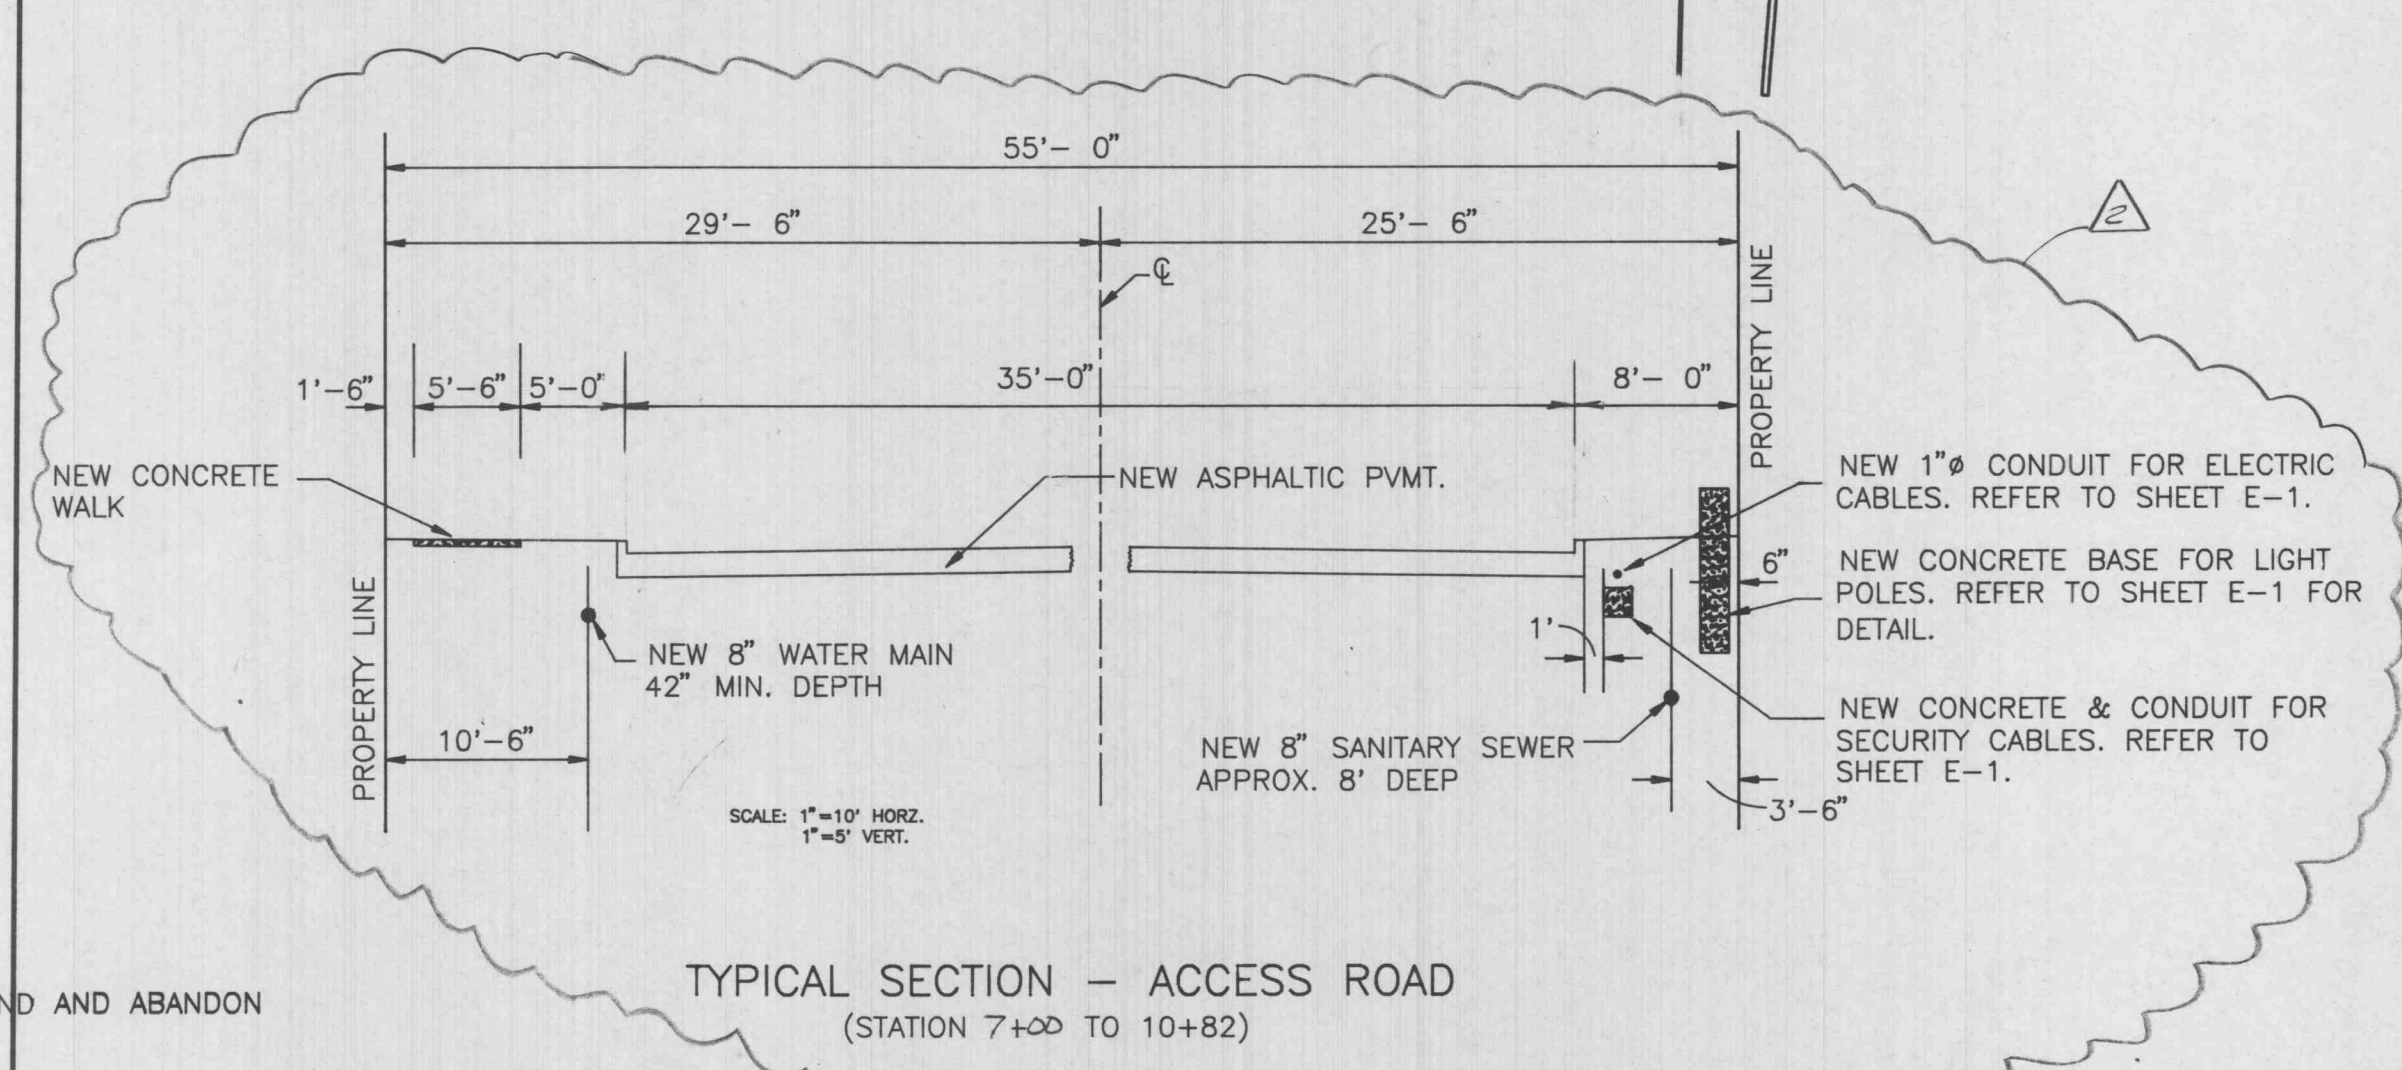 55'- 0"
29'- 6"
25'- 6"
2
℄
PROPERTY LINE
1'-6"
5'-6"
5'-0"
35'-0"
8'- 0"
NEW CONCRETE
WALK
NEW ASPHALTIC PVMT.
NEW 1"ø CONDUIT FOR ELECTRIC
CABLES. REFER TO SHEET E-1.
6"
NEW CONCRETE BASE FOR LIGHT
POLES. REFER TO SHEET E-1 FOR
DETAIL.
PROPERTY LINE
1'
NEW 8" WATER MAIN
42" MIN. DEPTH
10'-6"
NEW 8" SANITARY SEWER
APPROX. 8' DEEP
NEW CONCRETE & CONDUIT FOR
SECURITY CABLES. REFER TO
SHEET E-1.
3'-6"
SCALE: 1"=10' HORZ.
1"=5' VERT.
TYPICAL SECTION - ACCESS ROAD
(STATION 7+00 TO 10+82)
ND AND ABANDON